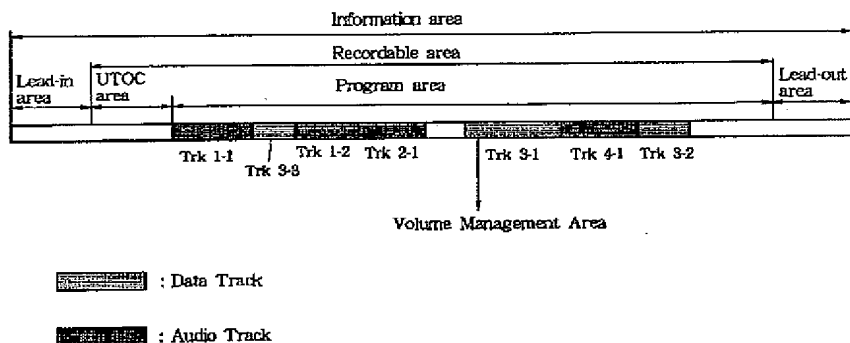 Information area
Recordable area
Lead-in area
UTOC area
Program area
Lead-out area
Trk 1-1
Trk 3-3
Trk 1-2
Trk 2-1
Trk 3-1
Trk 4-1
Trk 3-2
Volume Management Area
: Data Track
: Audio Track